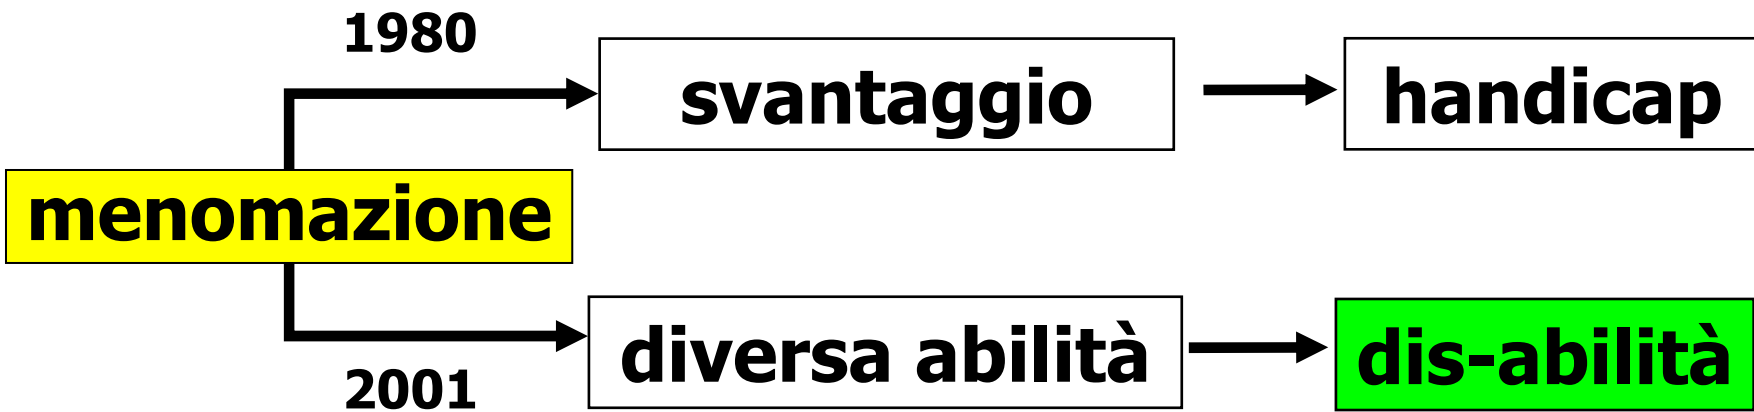 1980
svantaggio
handicap
menomazione
diversa abilità
dis-abilità
2001